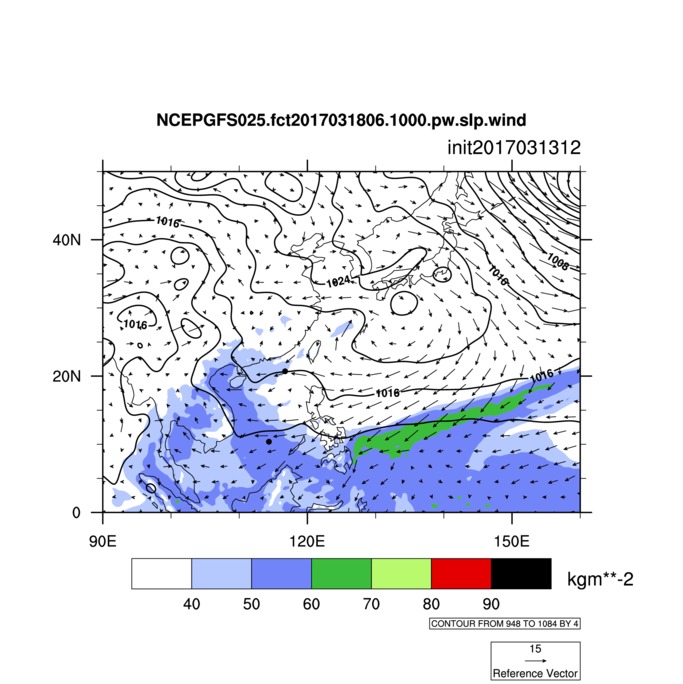 NCEPGFS025.fct2017031806.1000.pw.slp.wind
init2017031312
1016
40N
1008
1016
1024
1016
20N
1016
1016
0
90E 120E 150E
kgm**-2
40 50 60 70 80 90
CONTOUR FROM 948 TO 1084 BY 4
15
Reference Vector